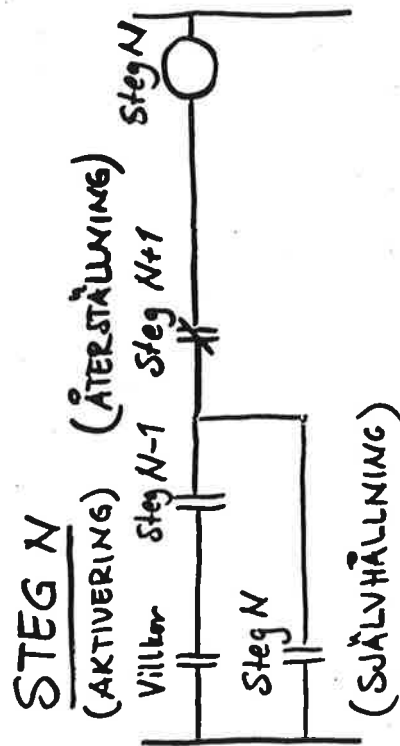 STEG N
(AKTIVERING)
(ÅTERSTÄLLNING)
Villkor
Steg N-1
Steg N+1
Steg N
Steg N
(SJÄLVHÅLLNING)